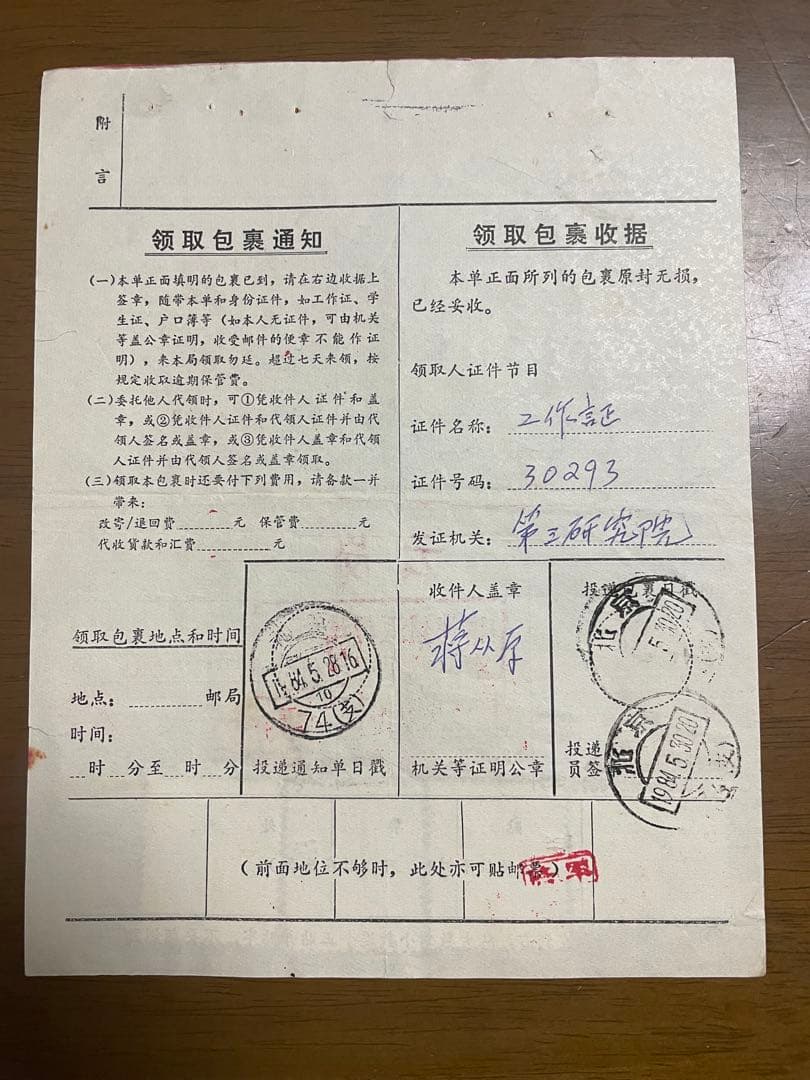 附
言
领取包裹通知
(一)本单正面填明的包裹已到，请在右边收据上
签章，随带本单和身份证件，如工作证、学
生证、户口簿等（如本人无证件，可由机关
等盖公章证明，收受邮件的便章不能作证
明），来本局领取勿延。超过七天来领，按
规定收取逾期保管费。
(二)委托他人代领时，可①凭收件人证件和盖
章，或②凭收件人证件和代领人证件并由代
领人签名或盖章，或③凭收件人盖章和代领
人证件并由代领人签名或盖章领取。
(三)领取本包裹时还要付下列费用，请备款一并
带来：
改寄/退回费 元 保管费 元
代收货款和汇费 元
领取包裹收据
本单正面所列的包裹原封无损，
已经妥收。
领取人证件节目
证件名称：工作証
证件号码：30293
发证机关：第三研究院
领取包裹地点和时间
地点： 邮局
时间：
时 分至 时 分
1984.5.28.16
10
74(支)
投递通知单日戳
收件人盖章
蒋从
机关等证明公章
投递包裹日戳
北京
5.30.20
投递
员签
北京
1984.5.30.20
(支)
（前面地位不够时，此处亦可贴邮票）